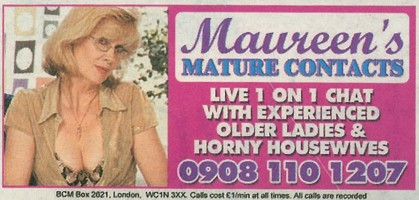 Maureen's
MATURE CONTACTS
LIVE 1 ON 1 CHAT
WITH EXPERIENCED
OLDER LADIES &
HORNY HOUSEWIVES
0908 110 1207
BCM Box 2621, London, WC1N 3XX. Calls cost £1/min at all times. All calls are recorded